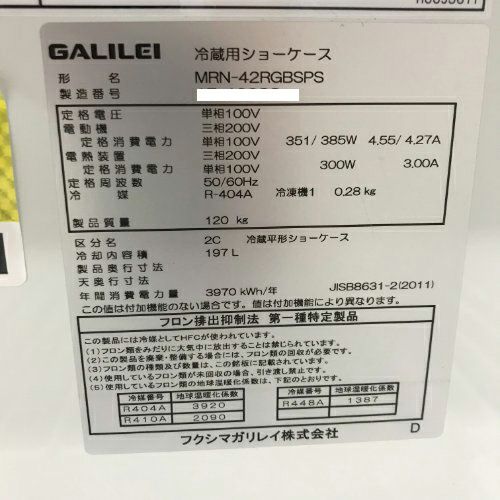 GALILEI 冷蔵用ショーケース
形 名 MRN-42RGBSPS
製造番号
定格電圧 単相100V
電動機 三相200V
定格消費電力 単相100V 351/385W 4.55/4.27A
電熱装置 三相200V
定格消費電力 単相100V 300W 3.00A
定格周波数 50/60Hz
冷 媒 R-404A 冷凍機1 0.28 kg
製品質量 120 kg
区分名 2C 冷蔵平形ショーケース
冷却内容積 197 L
製品奥行寸法
天奥行寸法
年間消費電力量 3970 kWh/年 JISB8631-2(2011)
この値は付加機能のない場合です。値は付加機能により異なります。
フロン排出抑制法 第一種特定製品
この製品には冷媒としてHFCが使われています。
(1)フロン類をみだりに大気中に放出することは禁じられています。
(2)この製品を廃棄・整備する場合には、フロン類の回収が必要です。
(3)フロン類の種類及び数量は、この銘板に記載されています。
(4)使用しているフロン類が未回収の場合、引き渡し禁止です。
(5)使用しているフロン類の地球温暖化係数は、下記のとおりです。
冷媒番号 地球温暖化係数 冷媒番号 地球温暖化係数
R404A 3920 R448A 1387
R410A 2090
フクシマガリレイ株式会社 D